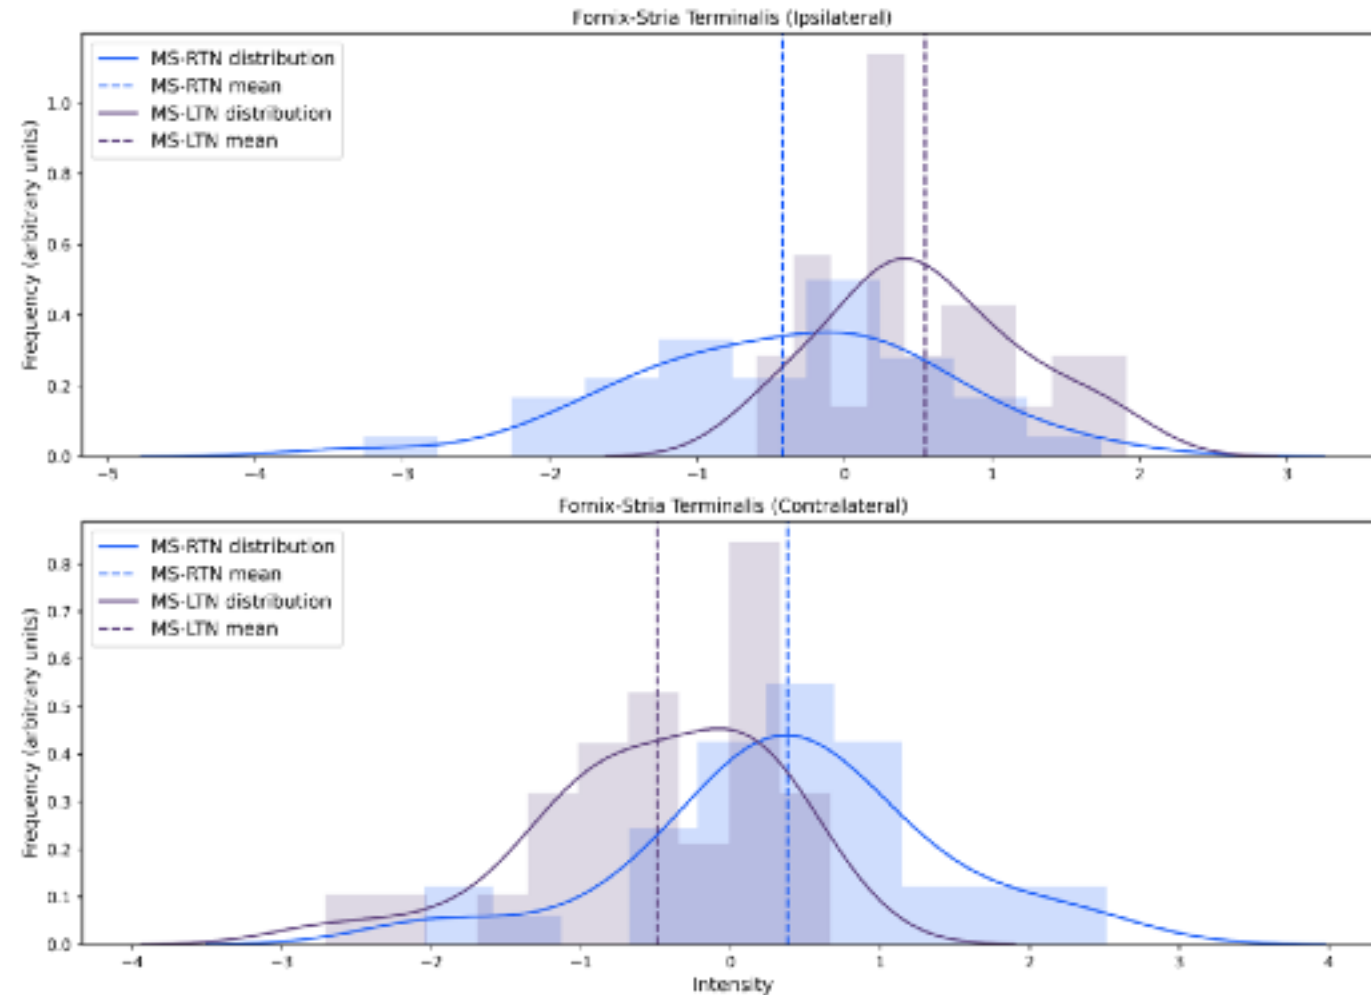 Fornix-Stria Terminalis (Ipsilateral)
MS-RTN distribution
MS-RTN mean
MS-LTN distribution
MS-LTN mean
Frequency (arbitrary units)
1.0
0.8
0.6
0.4
0.2
0.0
−5 −4 −3 −2 −1 0 1 2 3
Fornix-Stria Terminalis (Contralateral)
MS-RTN distribution
MS-RTN mean
MS-LTN distribution
MS-LTN mean
Frequency (arbitrary units)
0.8
0.7
0.6
0.5
0.4
0.3
0.2
0.1
0.0
−4 −3 −2 −1 0 1 2 3 4
Intensity